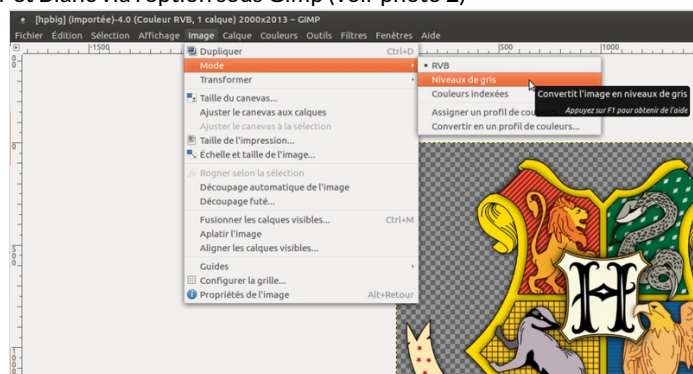 et Blanc via l'option sous Gimp (voir photo 2)
[hpbig] (importée)-4.0 (Couleur RVB, 1 calque) 2000x2013 – GIMP
Fichier Édition Sélection Affichage Image Calque Couleurs Outils Filtres Fenêtres Aide
-1500 500 1000
Dupliquer Ctrl+D
Mode
• RVB
Transformer
Niveaux de gris
Couleurs indexées
Convertit l'image en niveaux de gris
Appuyez sur F1 pour obtenir de l'aide
Taille du canevas...
Ajuster le canevas aux calques
Assigner un profil de
Ajuster le canevas à la sélection
Convertir en un profil de couleurs...
Taille de l'impression...
Échelle et taille de l'image...
Rogner selon la sélection
Découpage automatique de l'image
Découpage futé...
Fusionner les calques visibles... Ctrl+M
Aplatir l'image
Aligner les calques visibles...
Guides
Configurer la grille...
Propriétés de l'image Alt+Retour
0
500
H